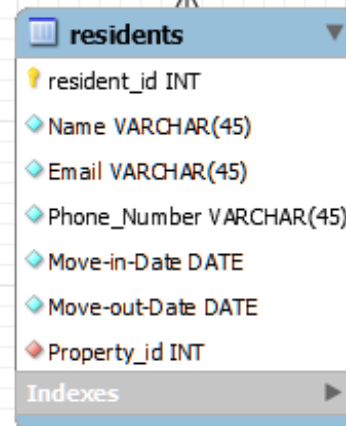 residents
resident_id INT
Name VARCHAR(45)
Email VARCHAR(45)
Phone_Number VARCHAR(45)
Move-in-Date DATE
Move-out-Date DATE
Property_id INT
Indexes